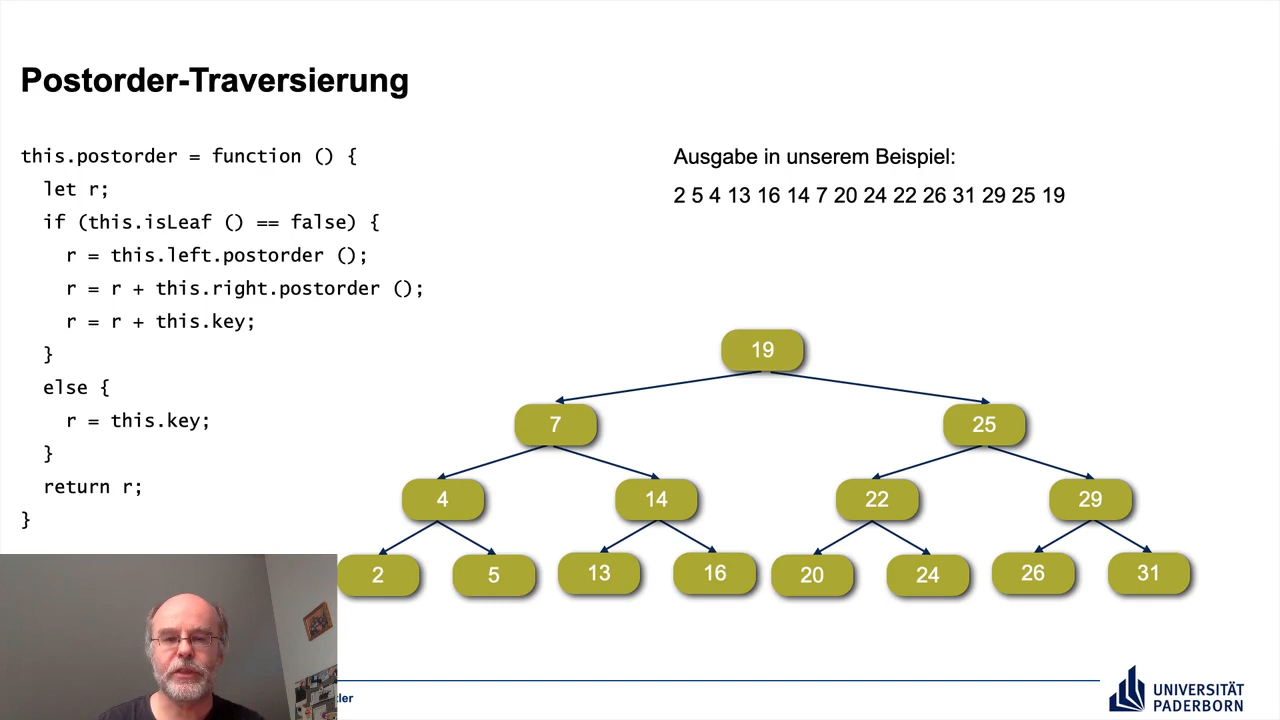 Postorder-Traversierung
this.postorder = function () {
let r;
if (this.isLeaf () == false) {
r = this.left.postorder ();
r = r + this.right.postorder ();
r = r + this.key;
}
else {
r = this.key;
}
return r;
}
Ausgabe in unserem Beispiel:
2 5 4 13 16 14 7 20 24 22 26 31 29 25 19
19
7 25
4 14 22 29
2 5 13 16 20 24 26 31
UNIVERSITÄT
PADERBORN